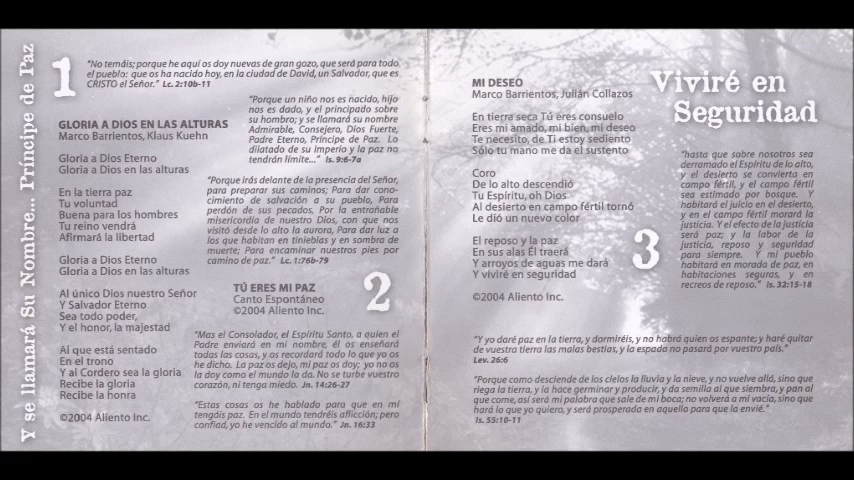 Y se llamará Su Nombre... Príncipe de Paz
1
"No temáis; porque he aquí os doy nuevas de gran gozo, que será para todo
el pueblo: que os ha nacido hoy, en la ciudad de David, un Salvador, que es
CRISTO el Señor." Lc. 2:10b-11
"Porque un niño nos es nacido, hijo
nos es dado, y el principado sobre
su hombro; y se llamará su nombre
Admirable, Consejero, Dios Fuerte,
Padre Eterno, Príncipe de Paz. Lo
dilatado de su imperio y la paz no
tendrán límite..." Is. 9:6-7a
GLORIA A DIOS EN LAS ALTURAS
Marco Barrientos, Klaus Kuehn
Gloria a Dios Eterno
Gloria a Dios en las alturas
En la tierra paz
Tu voluntad
Buena para los hombres
Tu reino vendrá
Afirmará la libertad
Gloria a Dios Eterno
Gloria a Dios en las alturas
Al único Dios nuestro Señor
Y Salvador Eterno
Sea todo poder,
Y el honor, la majestad
Al que está sentado
En el trono
Y al Cordero sea la gloria
Recibe la gloria
Recibe la honra
©2004 Aliento Inc.
"Porque irás delante de la presencia del Señor,
para preparar sus caminos; Para dar cono-
cimiento de salvación a su pueblo, Para
perdón de sus pecados, Por la entrañable
misericordia de nuestro Dios, con que nos
visitó desde lo alto la aurora, Para dar luz a
los que habitan en tinieblas y en sombra de
muerte; Para encaminar nuestros pies por
camino de paz." Lc. 1:76b-79
2
TÚ ERES MI PAZ
Canto Espontáneo
©2004 Aliento Inc.
"Mas el Consolador, el Espíritu Santo, a quien el
Padre enviará en mi nombre, él os enseñará
todas las cosas, y os recordará todo lo que yo os
he dicho. La paz os dejo, mi paz os doy; yo no os
la doy como el mundo la da. No se turbe vuestro
corazón, ni tenga miedo. Jn. 14:26-27
"Estas cosas os he hablado para que en mí
tengáis paz. En el mundo tendréis aflicción; pero
confiad, yo he vencido al mundo." Jn. 16:33
Viviré en
Seguridad
MI DESEO
Marco Barrientos, Julián Collazos
En tierra seca Tú eres consuelo
Eres mi amado, mi bien, mi deseo
Te necesito, de Ti estoy sediento
Sólo tu mano me da el sustento
Coro
De lo alto descendió
Tu Espíritu, oh Dios
Al desierto en campo fértil tornó
Le dió un nuevo color
El reposo y la paz
En sus alas Él traerá
Y arroyos de aguas me dará
Y viviré en seguridad
©2004 Aliento Inc.
3
"hasta que sobre nosotros sea
derramado el Espíritu de lo alto,
y el desierto se convierta en
campo fértil, y el campo fértil
sea estimado por bosque. Y
habitará el juicio en el desierto,
y en el campo fértil morará la
justicia. Y el efecto de la justicia
será paz; y la labor de la
justicia, reposo y seguridad
para siempre. Y mi pueblo
habitará en morada de paz, en
habitaciones seguras, y en
recreos de reposo." Is. 32:15-18
"Y yo daré paz en la tierra, y dormiréis, y no habrá quien os espante; y haré quitar
de vuestra tierra las malas bestias, y la espada no pasará por vuestro país."
Lev. 26:6
"Porque como desciende de los cielos la lluvia y la nieve, y no vuelve allá, sino que
riega la tierra, y la hace germinar y producir, y da semilla al que siembra, y pan al
que come, así será mi palabra que sale de mi boca; no volverá a mí vacía, sino que
hará lo que yo quiero, y será prosperada en aquello para que la envié."
Is. 55:10-11